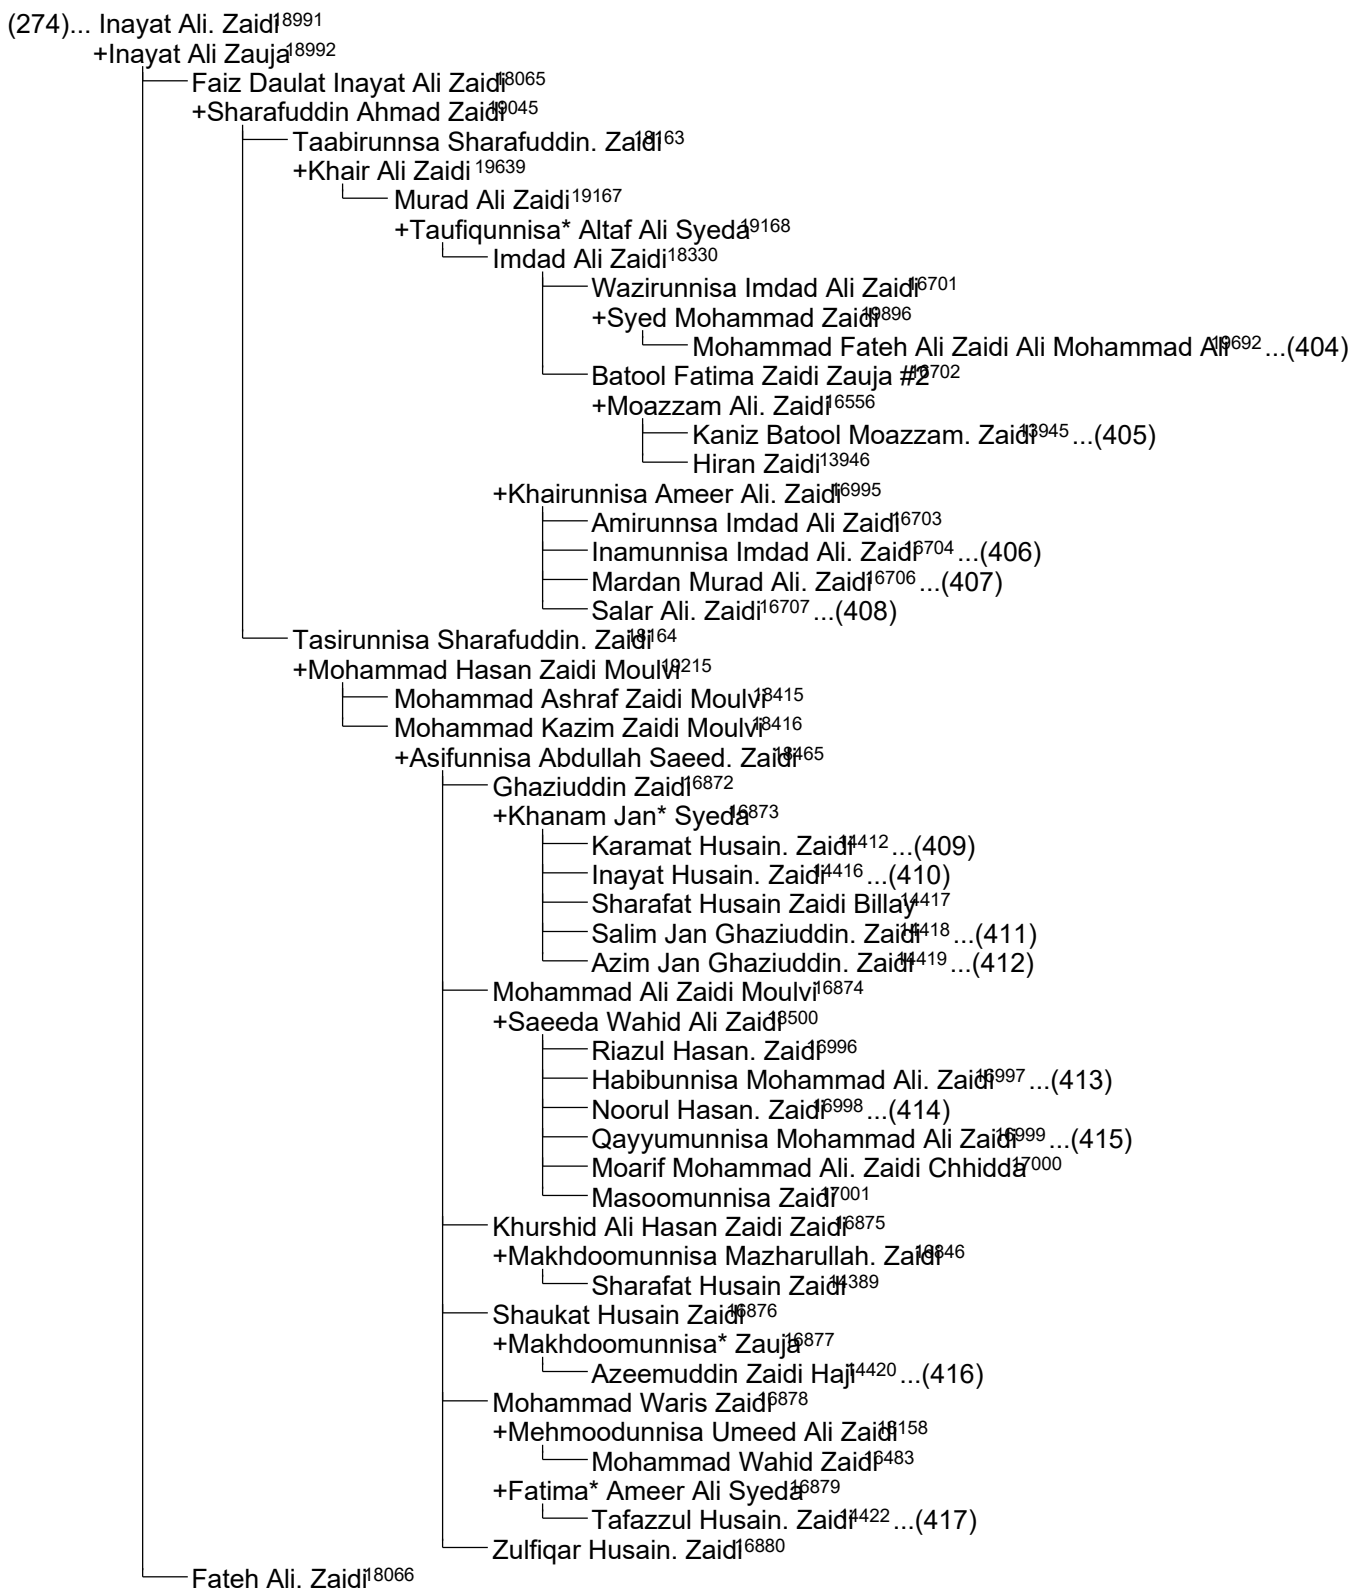 (274)... Inayat Ali. Zaidi18991
+Inayat Ali Zauja18992
Faiz Daulat Inayat Ali Zaidi18065
+Sharafuddin Ahmad Zaidi19045
Taabirunnsa Sharafuddin. Zaidi18163
+Khair Ali Zaidi19639
Murad Ali Zaidi19167
+Taufiqunnisa* Altaf Ali Syeda19168
Imdad Ali Zaidi18330
Wazirunnisa Imdad Ali Zaidi16701
+Syed Mohammad Zaidi19896
Mohammad Fateh Ali Zaidi Ali Mohammad Ali19692 ...(404)
Batool Fatima Zaidi Zauja #216702
+Moazzam Ali. Zaidi16556
Kaniz Batool Moazzam. Zaidi13945 ...(405)
Hiran Zaidi13946
+Khairunnisa Ameer Ali. Zaidi16995
Amirunnsa Imdad Ali Zaidi16703
Inamunnisa Imdad Ali. Zaidi16704 ...(406)
Mardan Murad Ali. Zaidi16706 ...(407)
Salar Ali. Zaidi16707 ...(408)
Tasirunnisa Sharafuddin. Zaidi18164
+Mohammad Hasan Zaidi Moulvi19215
Mohammad Ashraf Zaidi Moulvi18415
Mohammad Kazim Zaidi Moulvi18416
+Asifunnisa Abdullah Saeed. Zaidi18465
Ghaziuddin Zaidi16872
+Khanam Jan* Syeda16873
Karamat Husain. Zaidi14412 ...(409)
Inayat Husain. Zaidi14416 ...(410)
Sharafat Husain Zaidi Billay14417
Salim Jan Ghaziuddin. Zaidi14418 ...(411)
Azim Jan Ghaziuddin. Zaidi14419 ...(412)
Mohammad Ali Zaidi Moulvi16874
+Saeeda Wahid Ali Zaidi18500
Riazul Hasan. Zaidi16996
Habibunnisa Mohammad Ali. Zaidi16997 ...(413)
Noorul Hasan. Zaidi16998 ...(414)
Qayyumunnisa Mohammad Ali Zaidi16999 ...(415)
Moarif Mohammad Ali. Zaidi Chhidda17000
Masoomunnisa Zaidi17001
Khurshid Ali Hasan Zaidi Zaidi16875
+Makhdoomunnisa Mazharullah. Zaidi16846
Sharafat Husain Zaidi14389
Shaukat Husain Zaidi16876
+Makhdoomunnisa* Zauja16877
Azeemuddin Zaidi Haji14420 ...(416)
Mohammad Waris Zaidi16878
+Mehmoodunnisa Umeed Ali Zaidi18158
Mohammad Wahid Zaidi16483
+Fatima* Ameer Ali Syeda16879
Tafazzul Husain. Zaidi14422 ...(417)
Zulfiqar Husain. Zaidi16880
Fateh Ali. Zaidi18066